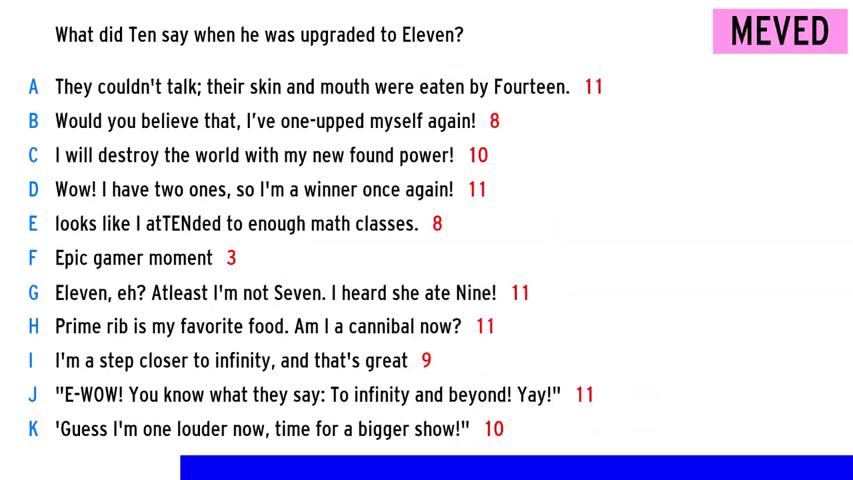 What did Ten say when he was upgraded to Eleven?
MEVED
A They couldn't talk; their skin and mouth were eaten by Fourteen. 11
B Would you believe that, I've one-upped myself again! 8
C I will destroy the world with my new found power! 10
D Wow! I have two ones, so I'm a winner once again! 11
E looks like I atTENded to enough math classes. 8
F Epic gamer moment 3
G Eleven, eh? Atleast I'm not Seven. I heard she ate Nine! 11
H Prime rib is my favorite food. Am I a cannibal now? 11
I I'm a step closer to infinity, and that's great 9
J "E-WOW! You know what they say: To infinity and beyond! Yay!" 11
K 'Guess I'm one louder now, time for a bigger show!" 10